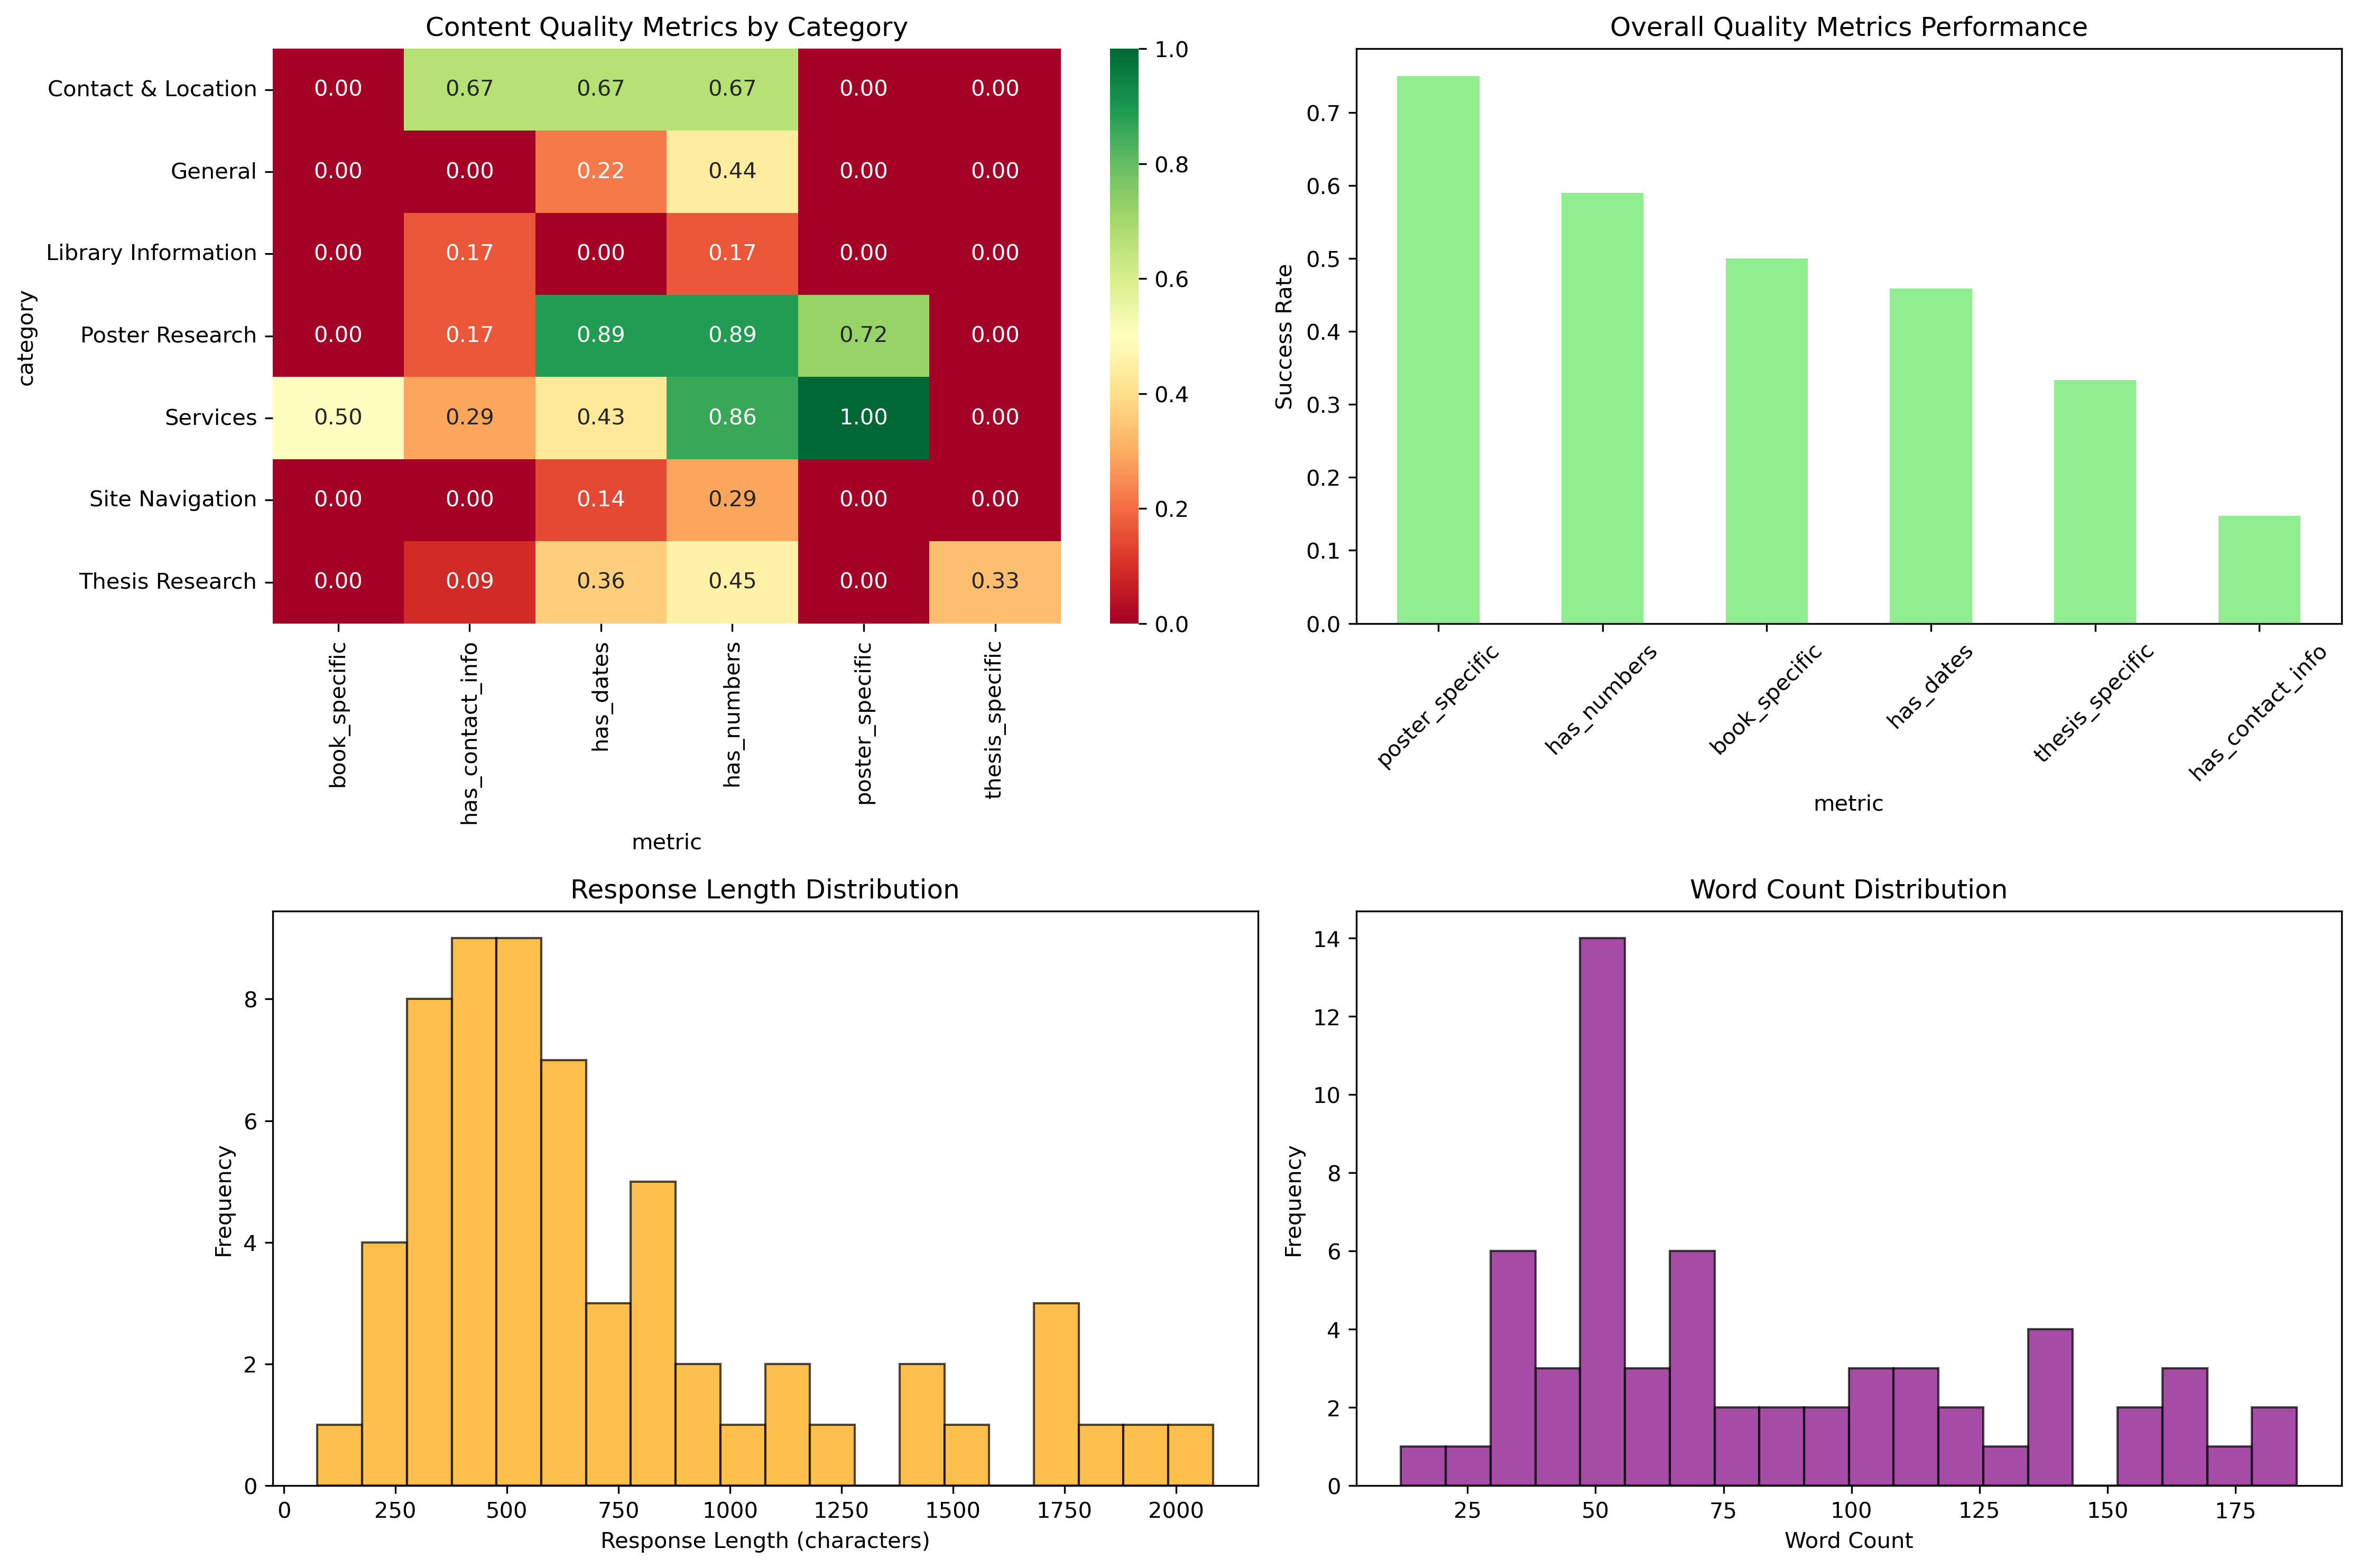 Content Quality Metrics by Category
category
Contact & Location 0.00 0.67 0.67 0.67 0.00 0.00
General 0.00 0.00 0.22 0.44 0.00 0.00
Library Information 0.00 0.17 0.00 0.17 0.00 0.00
Poster Research 0.00 0.17 0.89 0.89 0.72 0.00
Services 0.50 0.29 0.43 0.86 1.00 0.00
Site Navigation 0.00 0.00 0.14 0.29 0.00 0.00
Thesis Research 0.00 0.09 0.36 0.45 0.00 0.33
book_specific has_contact_info has_dates has_numbers poster_specific thesis_specific
metric
1.0
0.8
0.6
0.4
0.2
0.0
Overall Quality Metrics Performance
Success Rate
0.7
0.6
0.5
0.4
0.3
0.2
0.1
0.0
poster_specific has_numbers book_specific has_dates thesis_specific has_contact_info
metric
Response Length Distribution
Frequency
8
6
4
2
0
0 250 500 750 1000 1250 1500 1750 2000
Response Length (characters)
Word Count Distribution
Frequency
14
12
10
8
6
4
2
0
25 50 75 100 125 150 175
Word Count